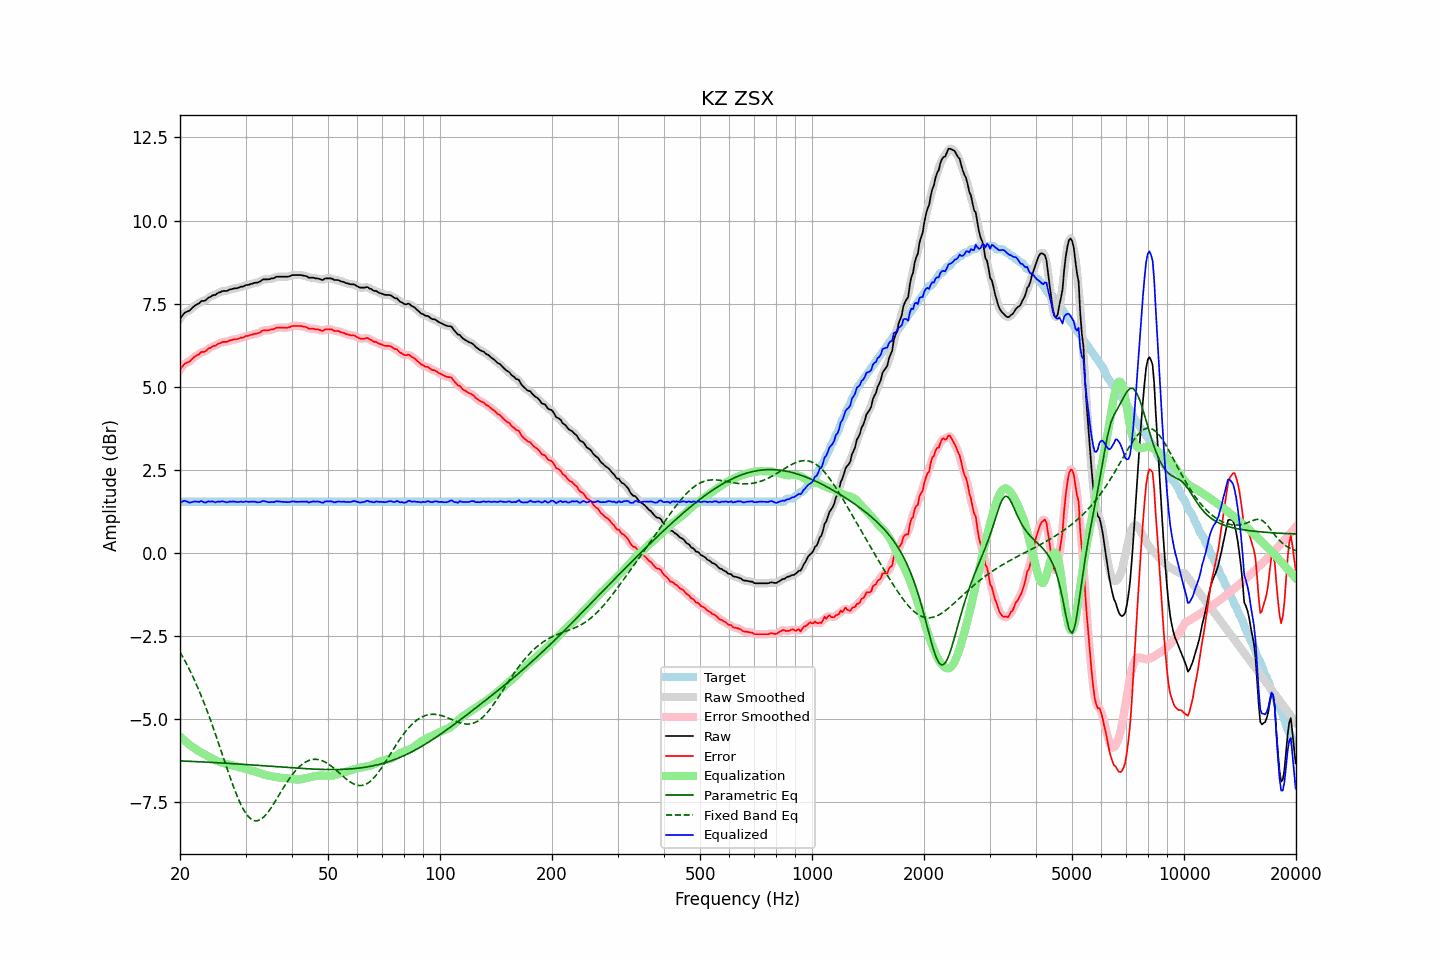 KZ ZSX
12.5
10.0
7.5
5.0
2.5
0.0
−2.5
−5.0
−7.5
Amplitude (dBr)
Target
Raw Smoothed
Error Smoothed
Raw
Error
Equalization
Parametric Eq
Fixed Band Eq
Equalized
20 50 100 200 500 1000 2000 5000 10000 20000
Frequency (Hz)